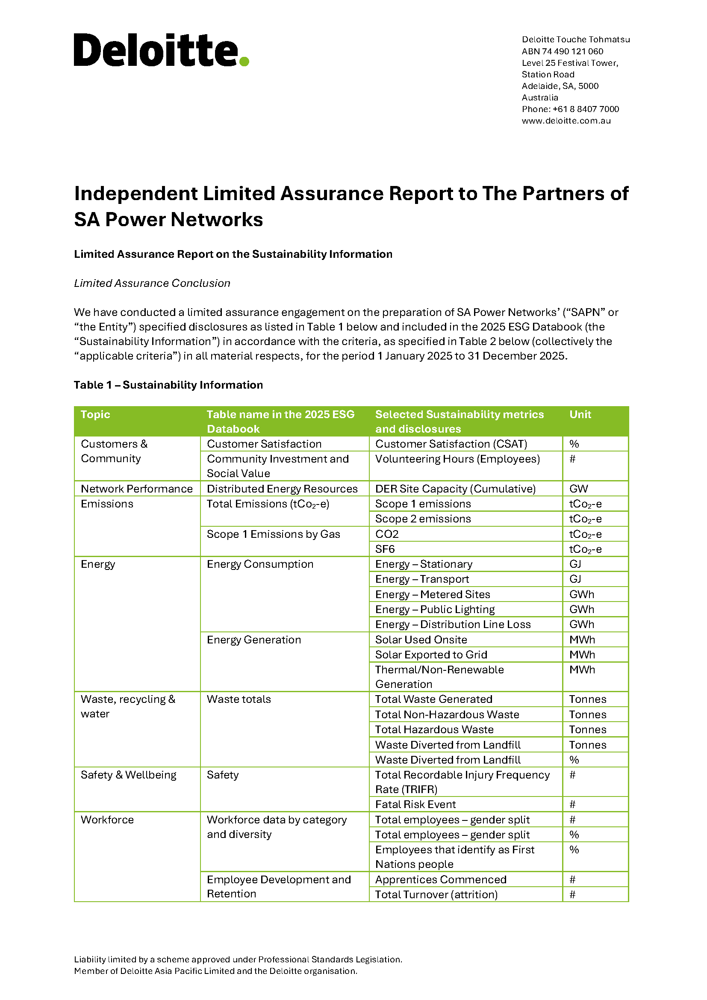 Deloitte.
Deloitte Touche Tohmatsu
ABN 74 490 121 060
Level 25 Festival Tower,
Station Road
Adelaide, SA, 5000
Australia
Phone: +61 8 8407 7000
www.deloitte.com.au
Independent Limited Assurance Report to The Partners of
SA Power Networks
Limited Assurance Report on the Sustainability Information
Limited Assurance Conclusion
We have conducted a limited assurance engagement on the preparation of SA Power Networks’ (“SAPN” or
“the Entity”) specified disclosures as listed in Table 1 below and included in the 2025 ESG Databook (the
“Sustainability Information”) in accordance with the criteria, as specified in Table 2 below (collectively the
“applicable criteria”) in all material respects, for the period 1 January 2025 to 31 December 2025.
Table 1 – Sustainability Information
Topic Table name in the 2025 ESG Databook Selected Sustainability metrics and disclosures Unit
Customers & Community Customer Satisfaction Customer Satisfaction (CSAT) %
Community Investment and Social Value Volunteering Hours (Employees) #
Network Performance Distributed Energy Resources DER Site Capacity (Cumulative) GW
Emissions Total Emissions (tCo₂-e) Scope 1 emissions tCo₂-e
Scope 2 emissions tCo₂-e
Scope 1 Emissions by Gas CO2 tCo₂-e
SF6 tCo₂-e
Energy Energy Consumption Energy – Stationary GJ
Energy – Transport GJ
Energy – Metered Sites GWh
Energy – Public Lighting GWh
Energy – Distribution Line Loss GWh
Energy Generation Solar Used Onsite MWh
Solar Exported to Grid MWh
Thermal/Non-Renewable Generation MWh
Waste, recycling & water Waste totals Total Waste Generated Tonnes
Total Non-Hazardous Waste Tonnes
Total Hazardous Waste Tonnes
Waste Diverted from Landfill Tonnes
Waste Diverted from Landfill %
Safety & Wellbeing Safety Total Recordable Injury Frequency Rate (TRIFR) #
Fatal Risk Event #
Workforce Workforce data by category and diversity Total employees – gender split #
Total employees – gender split %
Employees that identify as First Nations people %
Employee Development and Retention Apprentices Commenced #
Total Turnover (attrition) #
Liability limited by a scheme approved under Professional Standards Legislation.
Member of Deloitte Asia Pacific Limited and the Deloitte organisation.